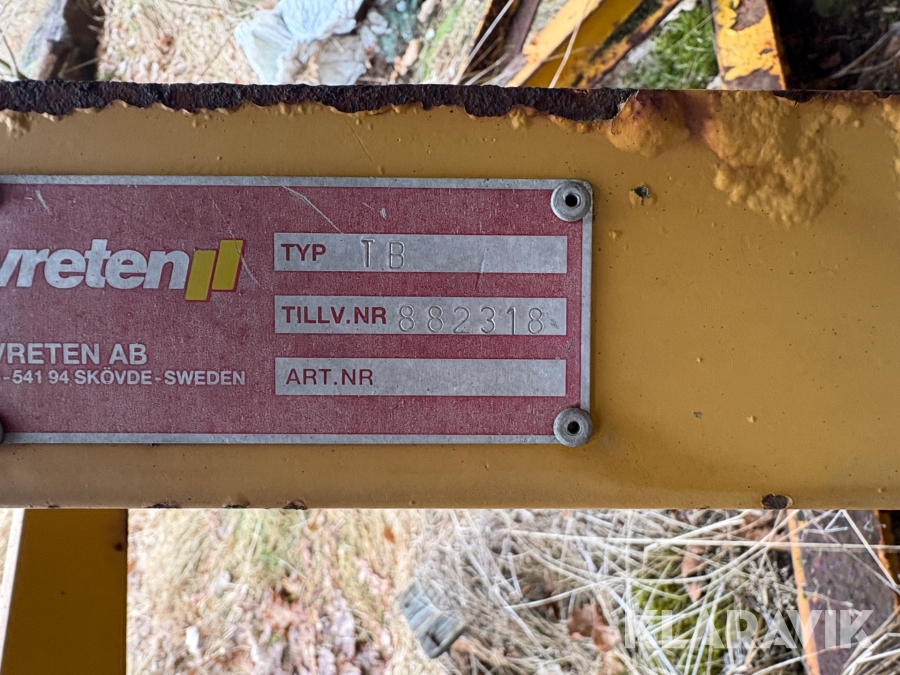 vreten
TYP TB
TILLV.NR 882318
VRETEN AB
-541 94 SKÖVDE-SWEDEN
ART.NR
KLARAVIK